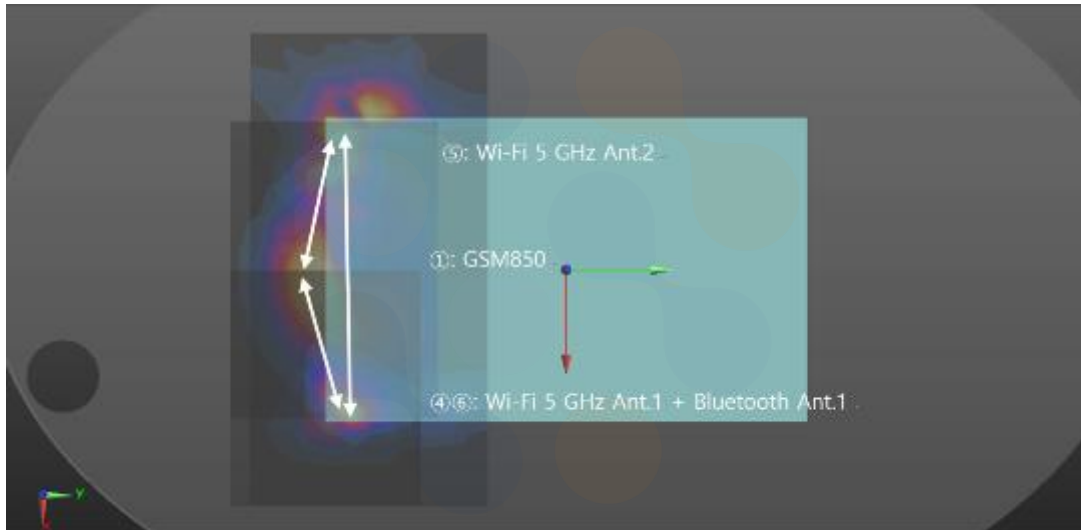 ⑤: Wi-Fi 5 GHz Ant.2
①: GSM850
④⑥: Wi-Fi 5 GHz Ant.1 + Bluetooth Ant.1
Y
X